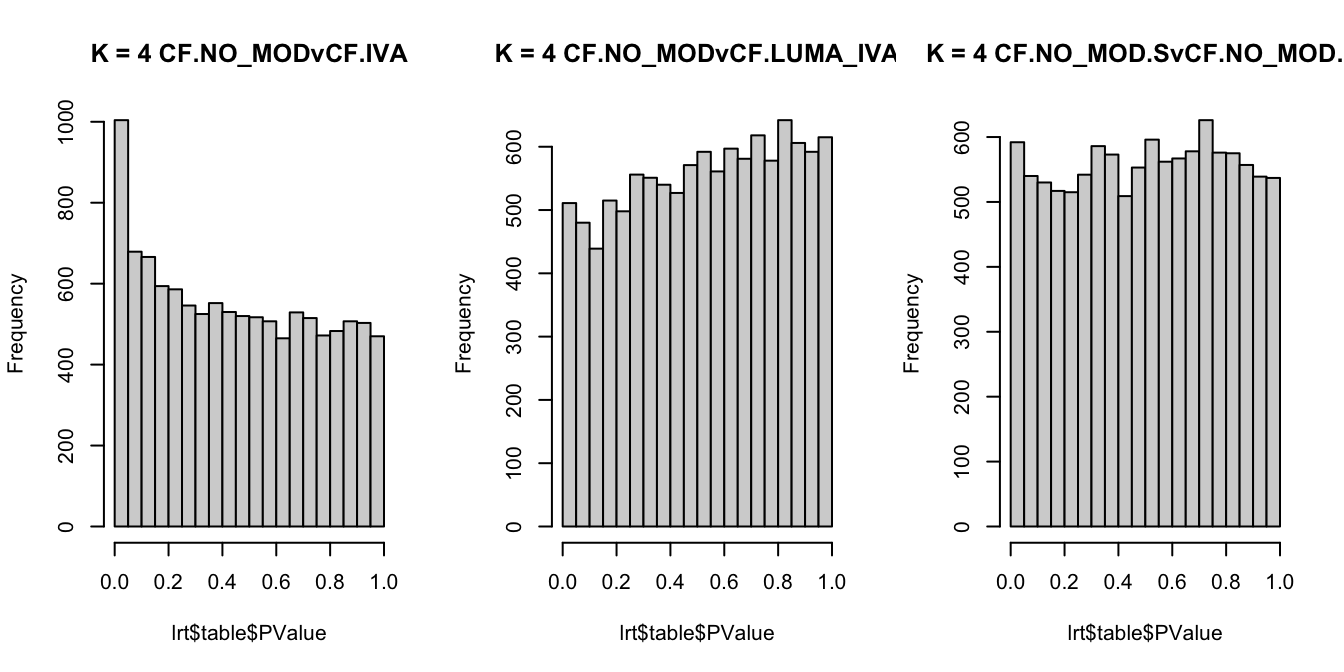 K = 4 CF.NO_MODvCF.IVA
Frequency
0 200 400 600 800 1000
0.0 0.2 0.4 0.6 0.8 1.0
lrt$table$PValue
K = 4 CF.NO_MODvCF.LUMA_IVA
Frequency
0 100 200 300 400 500 600
0.0 0.2 0.4 0.6 0.8 1.0
lrt$table$PValue
K = 4 CF.NO_MOD.SvCF.NO_MOD.
Frequency
0 100 200 300 400 500 600
0.0 0.2 0.4 0.6 0.8 1.0
lrt$table$PValue